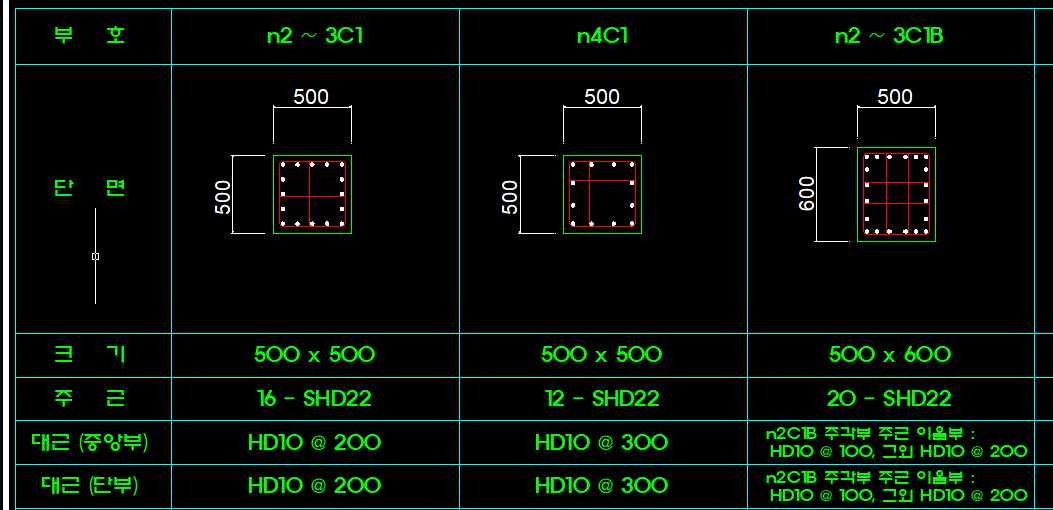 부 호 n2 ~ 3C1 n4C1 n2 ~ 3C1B
단 면
500 500 500
500 500 600
크 기 500 x 500 500 x 500 500 x 600
주 근 16 - SHD22 12 - SHD22 20 - SHD22
대근 (중앙부) HD10 @ 200 HD10 @ 300 n2C1B 주각부 주근 이음부 :
HD10 @ 100, 그외 HD10 @ 200
대근 (단부) HD10 @ 200 HD10 @ 300 n2C1B 주각부 주근 이음부 :
HD10 @ 100, 그외 HD10 @ 200